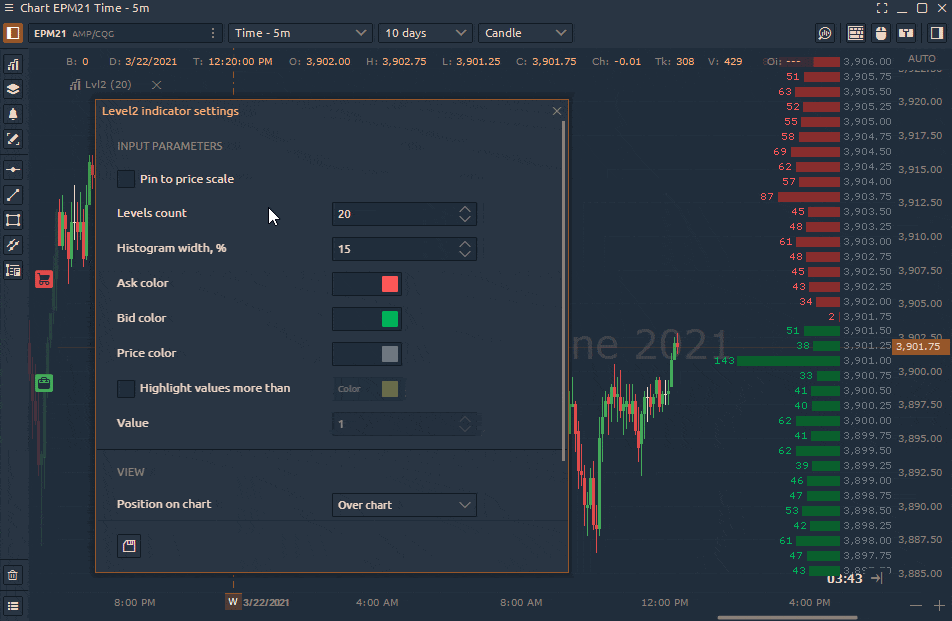 Chart EPM21 Time - 5m
EPM21 AMP/CQG Time - 5m 10 days Candle
B: 0 D: 3/22/2021 T: 12:20:00 PM O: 3,902.00 H: 3,902.75 L: 3,901.25 C: 3,901.75 Ch: -0.01 Tk: 308 V: 429 Oi: --- 3,906.00 AUTO
Lvl2 (20)
Level2 indicator settings
INPUT PARAMETERS
Pin to price scale
Levels count 20
Histogram width, % 15
Ask color
Bid color
Price color
Highlight values more than Color
Value 1
VIEW
Position on chart Over chart
ne 2021
51 3,905.75
63 3,905.50
52 3,905.25
55 3,905.00
58 3,904.75
69 3,904.50
62 3,904.25
57 3,904.00
87 3,903.75
45 3,903.50
48 3,903.25
61 3,903.00
48 3,902.75
45 3,902.50
43 3,902.25
34 3,902.00
2 3,901.75
51 3,901.50
38 3,901.25
143 3,901.00
33 3,900.75
41 3,900.50
40 3,900.25
62 3,900.00
41 3,899.75
62 3,899.50
39 3,899.25
46 3,899.00
47 3,898.75
53 3,898.50
42 3,898.25
61 3,898.00
47 3,897.75
43
03:43
3,920.00
3,917.50
3,915.00
3,912.50
3,910.00
3,907.50
3,905.00
3,901.75
3,900.00
3,897.50
3,895.00
3,892.50
3,890.00
3,887.50
3,885.00
8:00 PM W 3/22/2021 4:00 AM 8:00 AM 12:00 PM 4:00 PM